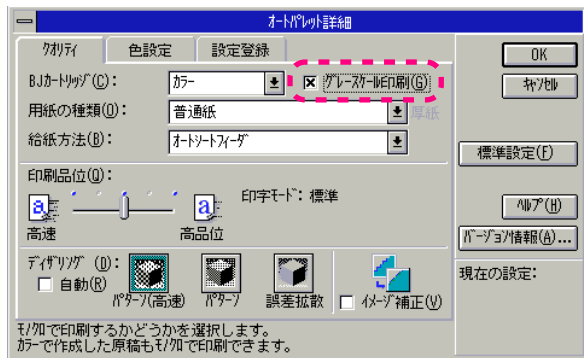 ｵｰﾄﾊﾟﾚｯﾄ詳細
ｸｵﾘﾃｨ 色設定 設定登録
BJｶｰﾄﾘｯｼﾞ(C): ｶﾗｰ グレースケール印刷(G)
用紙の種類(O): 普通紙 厚紙
給紙方法(B): ｵｰﾄｼｰﾄﾌｨｰﾀﾞ
印刷品位(Q):
印字ﾓｰﾄﾞ: 標準
高速 高品位
ﾃﾞｨｻﾞﾘﾝｸﾞ (D):
自動(R)
ﾊﾟﾀｰﾝ(高速) ﾊﾟﾀｰﾝ 誤差拡散 ｲﾒｰｼﾞ補正(V)
ﾓﾉｸﾛで印刷するかどうかを選択します。
ｶﾗｰで作成した原稿もﾓﾉｸﾛで印刷できます。
OK
ｷｬﾝｾﾙ
標準設定(F)
ﾍﾙﾌﾟ(H)
ﾊﾞｰｼﾞｮﾝ情報(A)...
現在の設定: